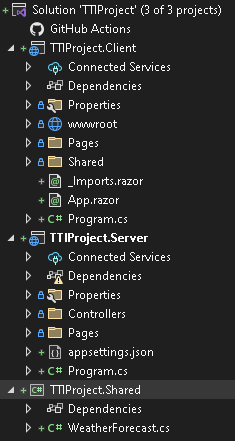 Solution 'TTIProject' (3 of 3 projects)
GitHub Actions
TTIProject.Client
Connected Services
Dependencies
Properties
wwwroot
Pages
Shared
_Imports.razor
App.razor
C# Program.cs
TTIProject.Server
Connected Services
Dependencies
Properties
Controllers
Pages
appsettings.json
C# Program.cs
C# TTIProject.Shared
Dependencies
C# WeatherForecast.cs